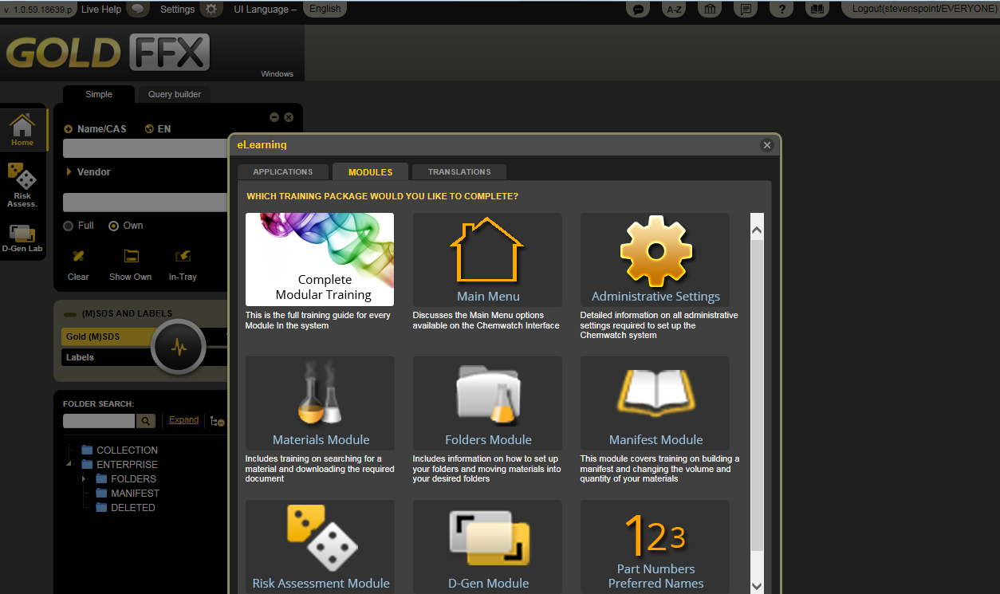 v. 1.0.59.18639.p Live Help Settings UI Language – English A-Z ? Logout(stevenspoint/EVERYONE)
GOLD FFX
Windows
Simple Query builder
Name/CAS EN
Home
Vendor
Risk
Assess.
Full Own
D-Gen Lab
Clear Show Own In-Tray
(M)SDS AND LABELS
Gold (M)SDS
Labels
FOLDER SEARCH:
Expand
COLLECTION
ENTERPRISE
FOLDERS
MANIFEST
DELETED
eLearning
APPLICATIONS MODULES TRANSLATIONS
WHICH TRAINING PACKAGE WOULD YOU LIKE TO COMPLETE?
Complete
Modular Training
This is the full training guide for every
Module In the system
Main Menu
Discusses the Main Menu options
available on the Chemwatch Interface
Administrative Settings
Detailed information on all administrative
settings required to set up the
Chemwatch system
Materials Module
Includes training on searching for a
material and downloading the required
document
Folders Module
Includes information on how to set up
your folders and moving materials into
your desired folders
Manifest Module
This module covers training on building a
manifest and changing the volume and
quantity of your materials
Risk Assessment Module
D-Gen Module
123
Part Numbers
Preferred Names